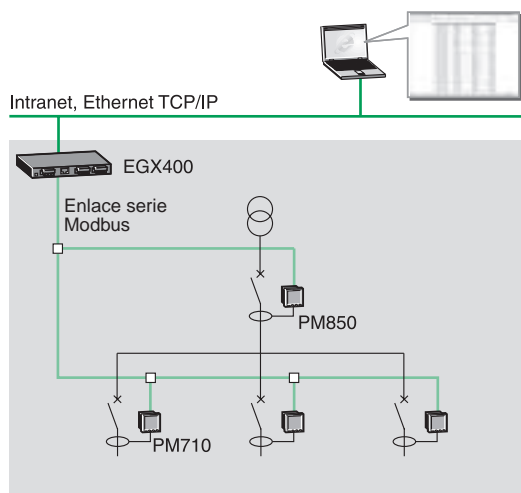 Intranet, Ethernet TCP/IP
EGX400
Enlace serie
Modbus
PM850
PM710